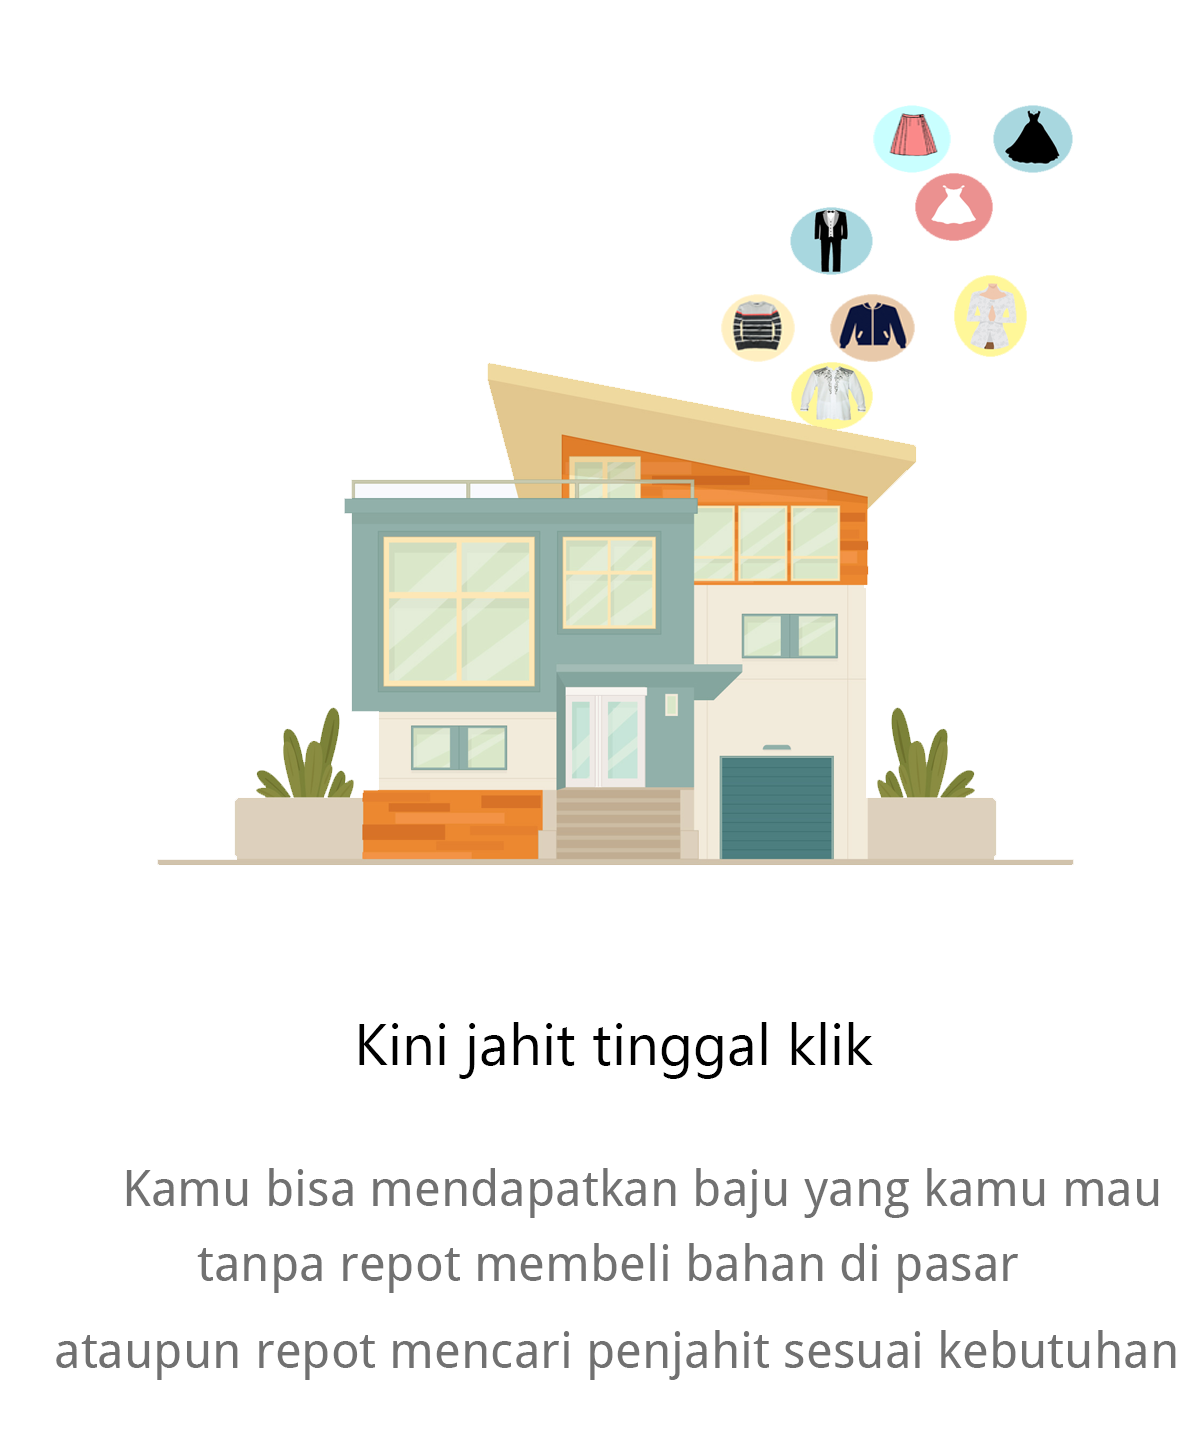 Kini jahit tinggal klik
Kamu bisa mendapatkan baju yang kamu mau
tanpa repot membeli bahan di pasar
ataupun repot mencari penjahit sesuai kebutuhan